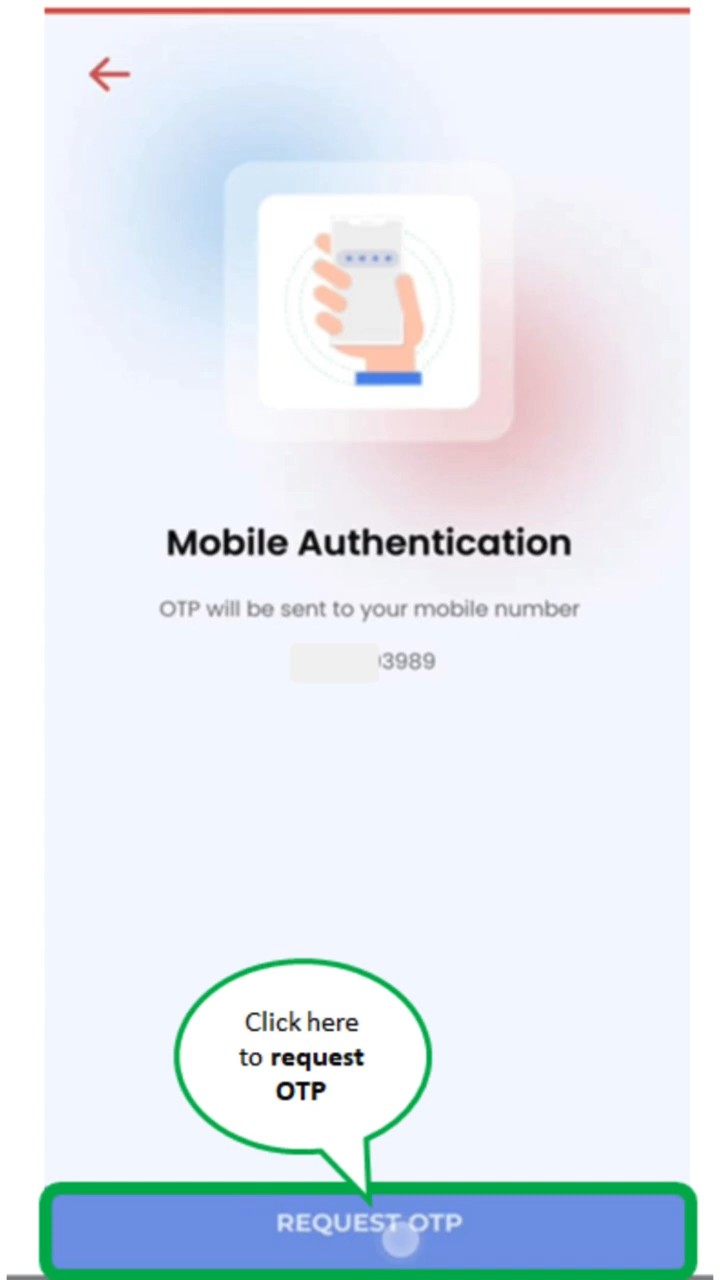 Mobile Authentication
OTP will be sent to your mobile number
3989
Click here
to request
OTP
REQUEST OTP